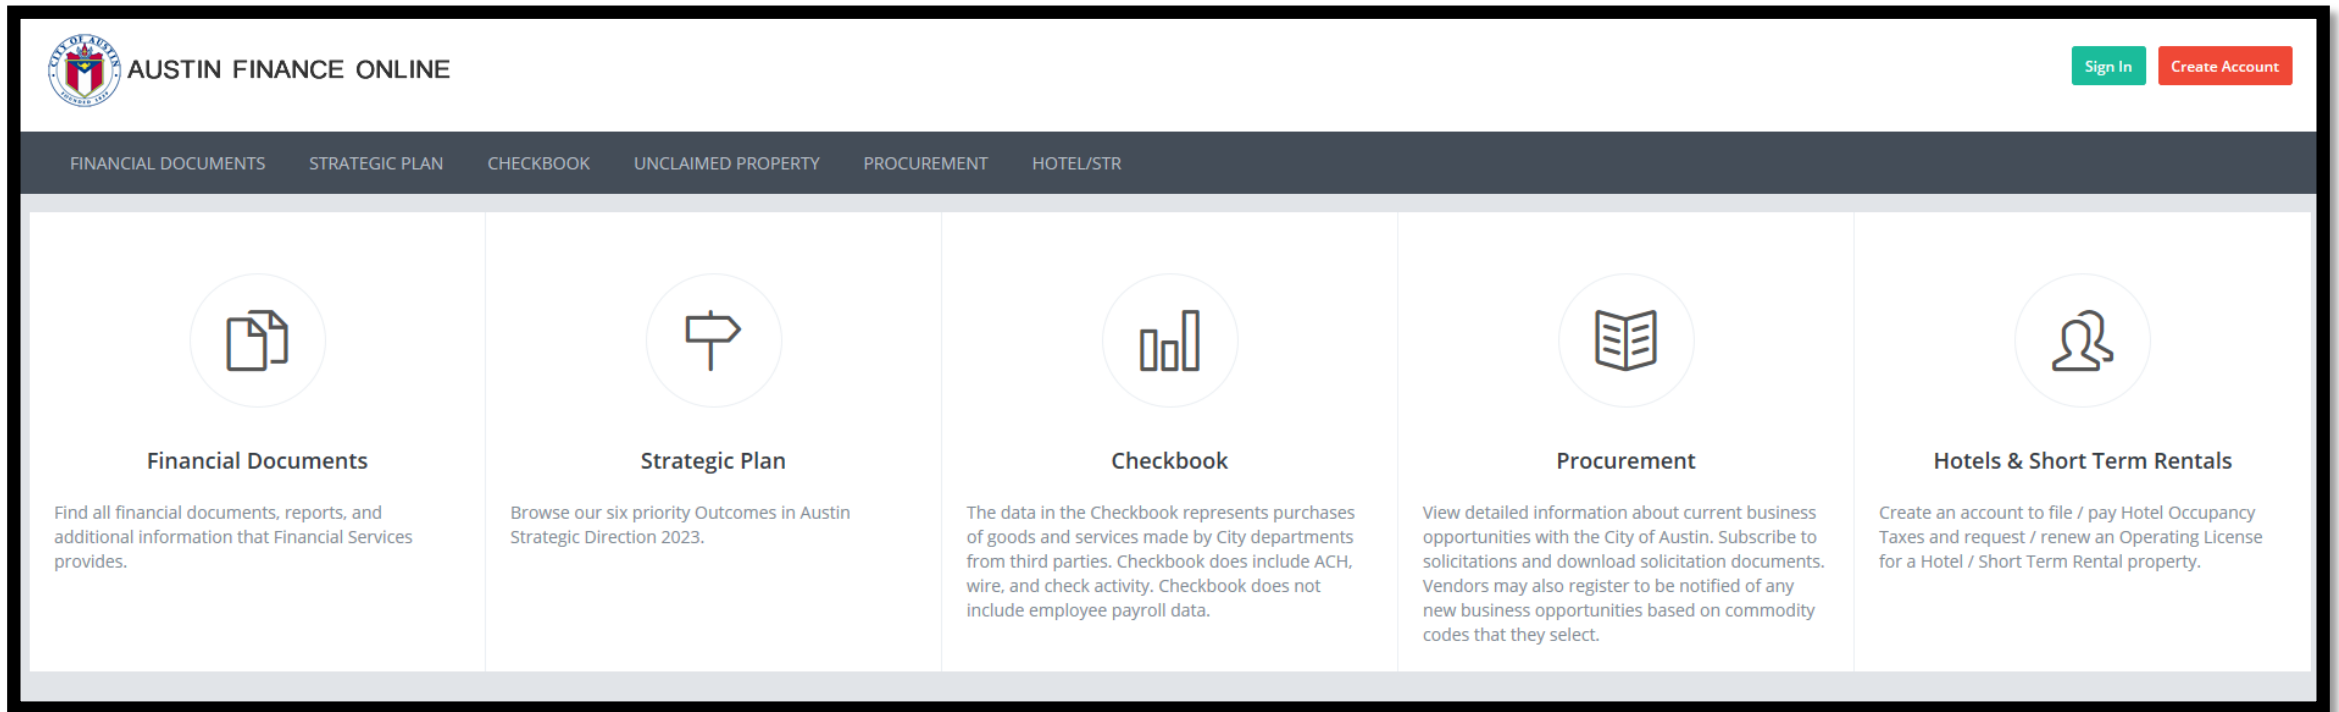 CITY OF AUSTIN
FOUNDED 1839
AUSTIN FINANCE ONLINE
Sign In
Create Account
FINANCIAL DOCUMENTS
STRATEGIC PLAN
CHECKBOOK
UNCLAIMED PROPERTY
PROCUREMENT
HOTEL/STR
Financial Documents
Find all financial documents, reports, and
additional information that Financial Services
provides.
Strategic Plan
Browse our six priority Outcomes in Austin
Strategic Direction 2023.
Checkbook
The data in the Checkbook represents purchases
of goods and services made by City departments
from third parties. Checkbook does include ACH,
wire, and check activity. Checkbook does not
include employee payroll data.
Procurement
View detailed information about current business
opportunities with the City of Austin. Subscribe to
solicitations and download solicitation documents.
Vendors may also register to be notified of any
new business opportunities based on commodity
codes that they select.
Hotels & Short Term Rentals
Create an account to file / pay Hotel Occupancy
Taxes and request / renew an Operating License
for a Hotel / Short Term Rental property.